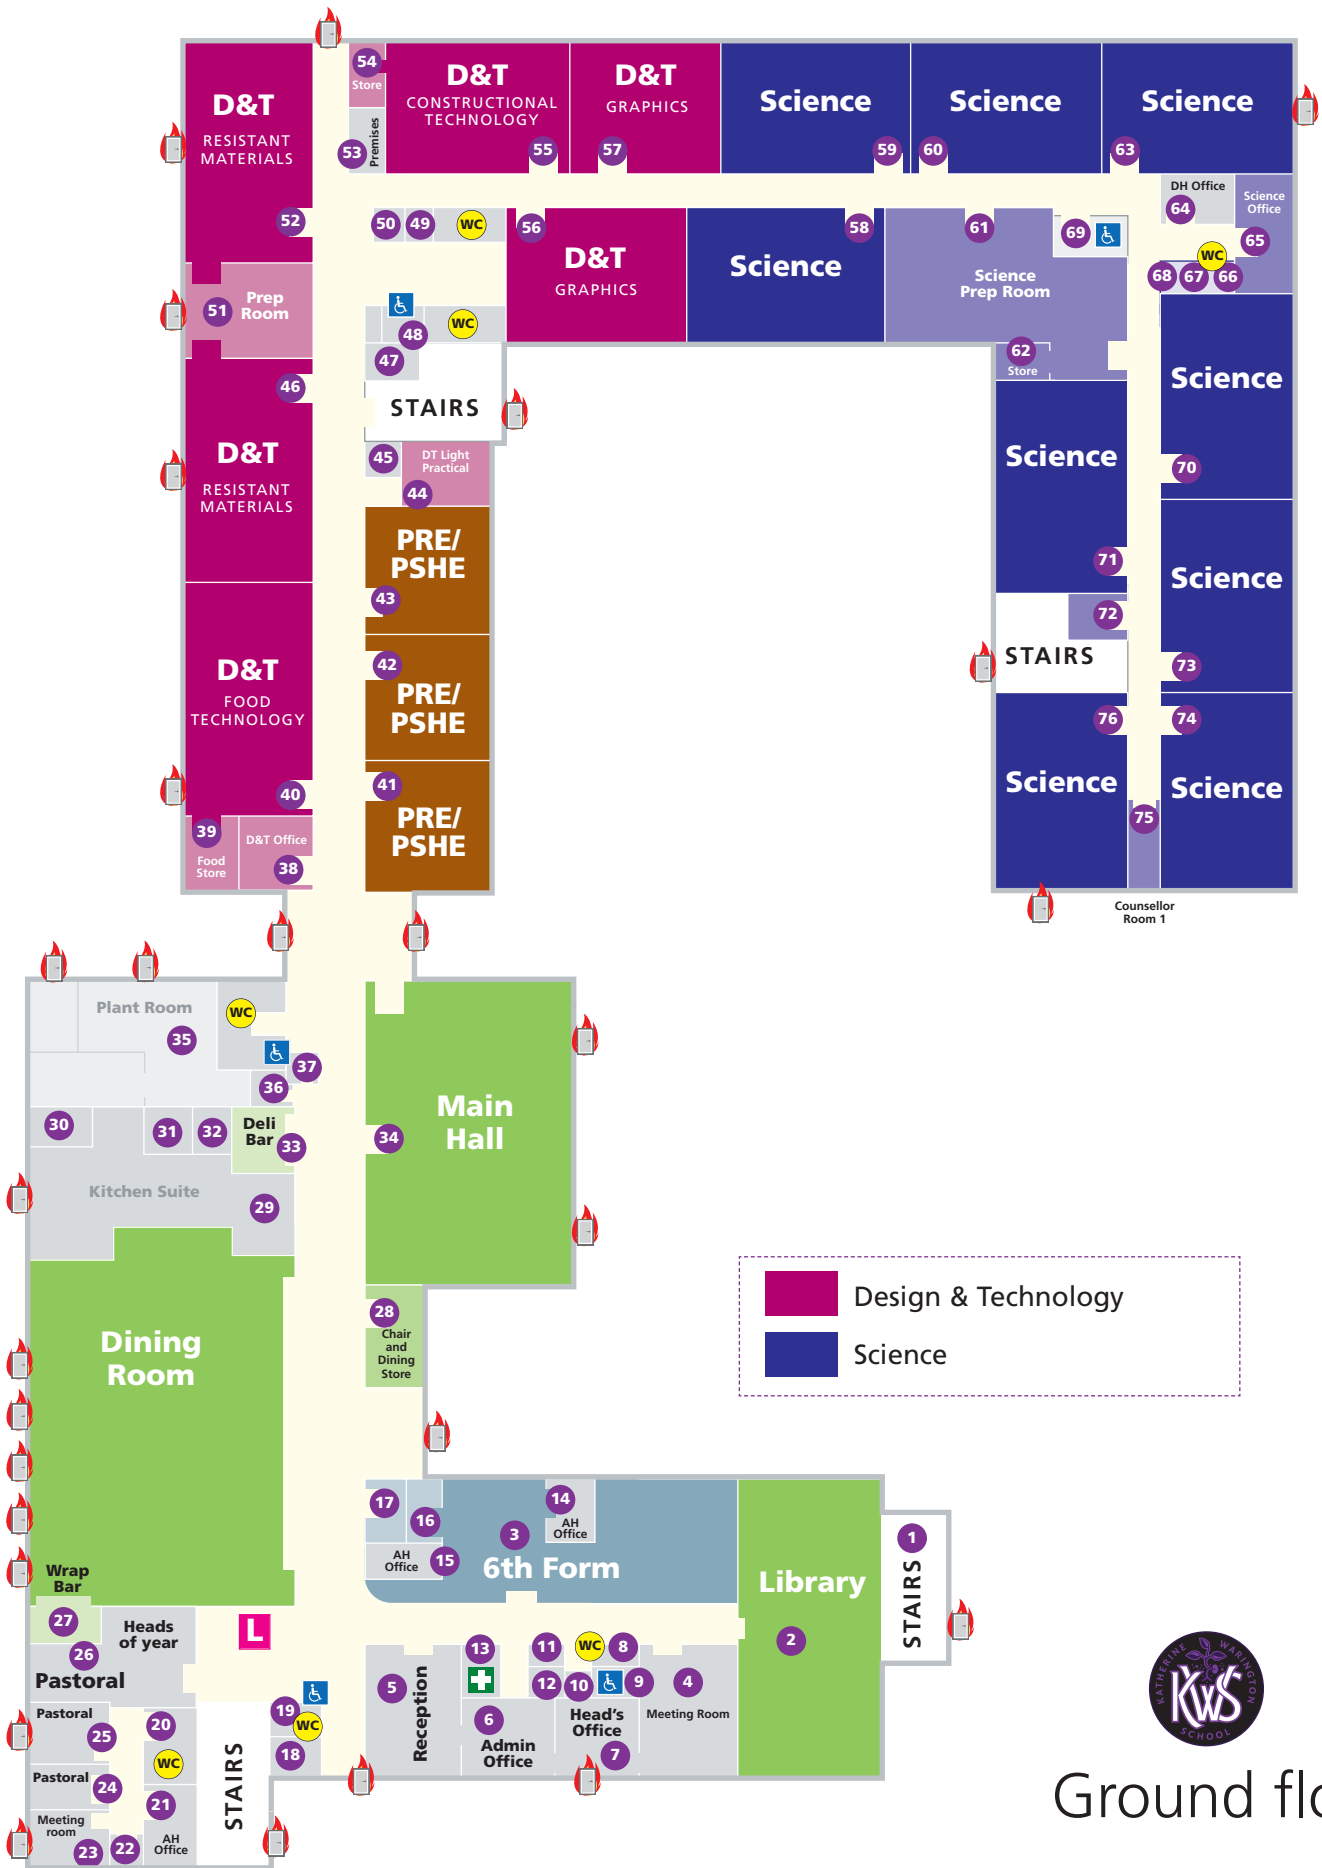 54
Store
D&T
CONSTRUCTIONAL
TECHNOLOGY
55
D&T
GRAPHICS
57
Science
59
Science
60
Science
63
D&T
RESISTANT
MATERIALS
52
53
Premises
50
49
WC
56
D&T
GRAPHICS
Science
58
61
Science
Prep Room
69
DH Office
64
Science
Office
65
WC
68
67
66
51
Prep
Room
48
WC
47
STAIRS
62
Store
46
D&T
RESISTANT
MATERIALS
45
DT Light
Practical
44
Science
71
Science
70
PRE/
PSHE
43
42
PRE/
PSHE
41
PRE/
PSHE
72
STAIRS
Science
73
D&T
FOOD
TECHNOLOGY
40
39
Food
Store
D&T Office
38
76
Science
74
Science
75
Counsellor
Room 1
Plant Room
35
WC
37
36
30
31
32
Deli
Bar
33
Kitchen Suite
29
Main
Hall
34
Dining
Room
28
Chair
and
Dining
Store
Design & Technology
Science
17
16
AH
Office
15
3
6th Form
14
AH
Office
Library
2
1
STAIRS
Wrap
Bar
27
26
Heads
of year
Pastoral
L
Pastoral
25
Pastoral
24
Meeting
room
23
22
20
WC
21
AH
Office
STAIRS
19
WC
18
5
Reception
13
6
Admin
Office
11
12
WC
10
8
9
Head's
Office
7
4
Meeting Room
KATHERINE WARINGTON
KWS
SCHOOL
Ground flo